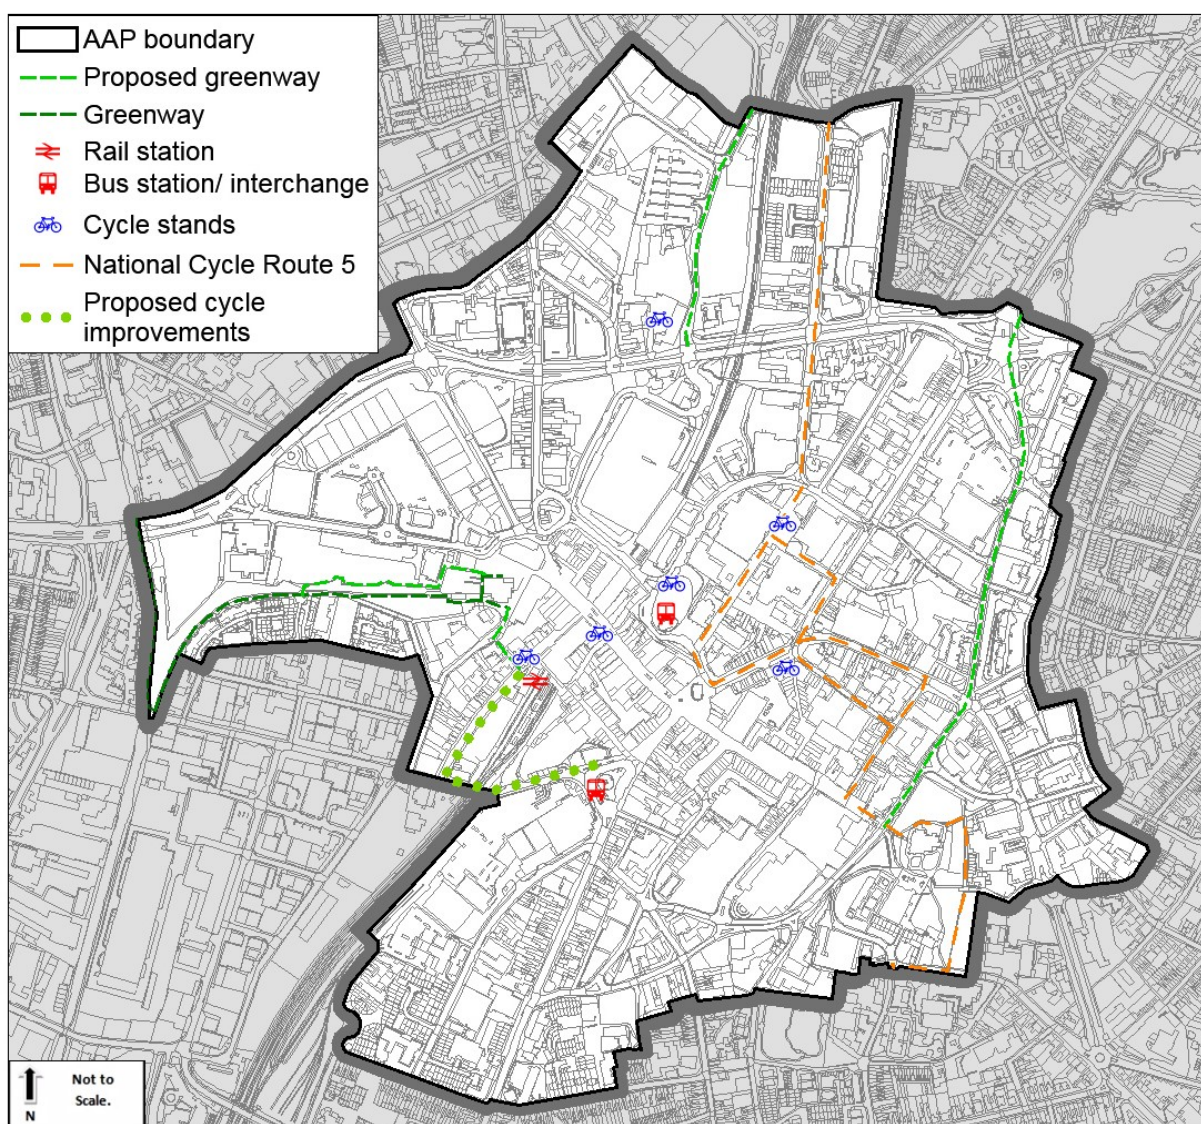 AAP boundary
Proposed greenway
Greenway
Rail station
Bus station/ interchange
Cycle stands
National Cycle Route 5
Proposed cycle
improvements
Not to
Scale.
N